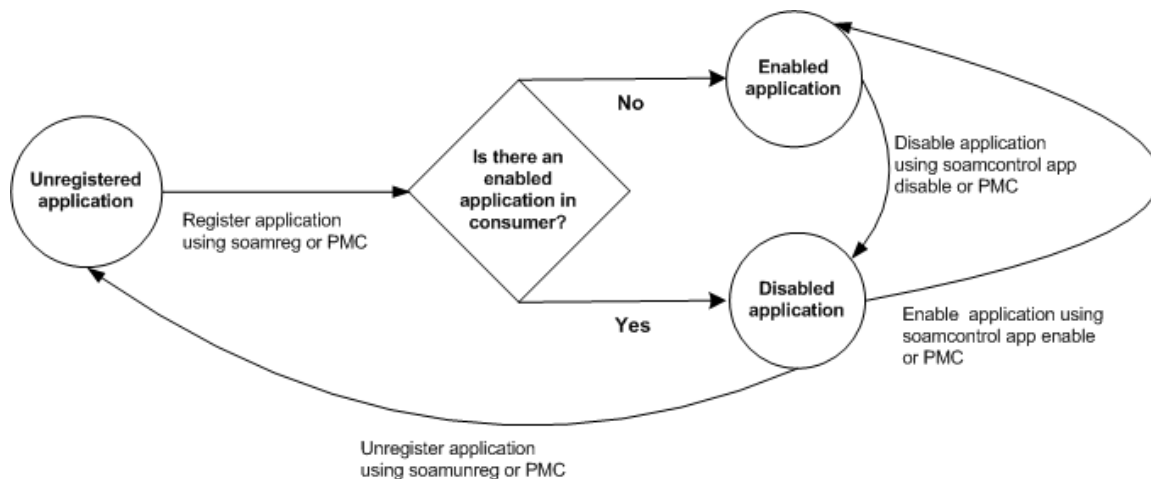 Unregistered
application
Register application
using soamreg or PMC
Is there an
enabled
application in
consumer?
No
Yes
Enabled
application
Disable application
using soamcontrol app
disable or PMC
Disabled
application
Enable application using
soamcontrol app enable
or PMC
Unregister application
using soamunreg or PMC